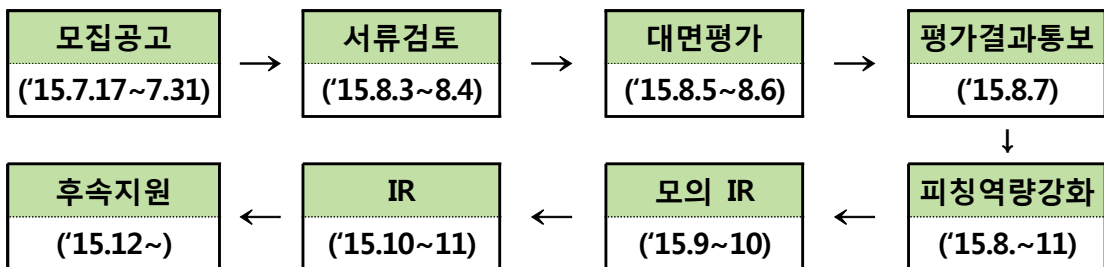 모집공고
('15.7.17~7.31)
→
서류검토
('15.8.3~8.4)
→
대면평가
('15.8.5~8.6)
→
평가결과통보
('15.8.7)
↓
피칭역량강화
('15.8.~11)
←
모의 IR
('15.9~10)
←
IR
('15.10~11)
←
후속지원
('15.12~)